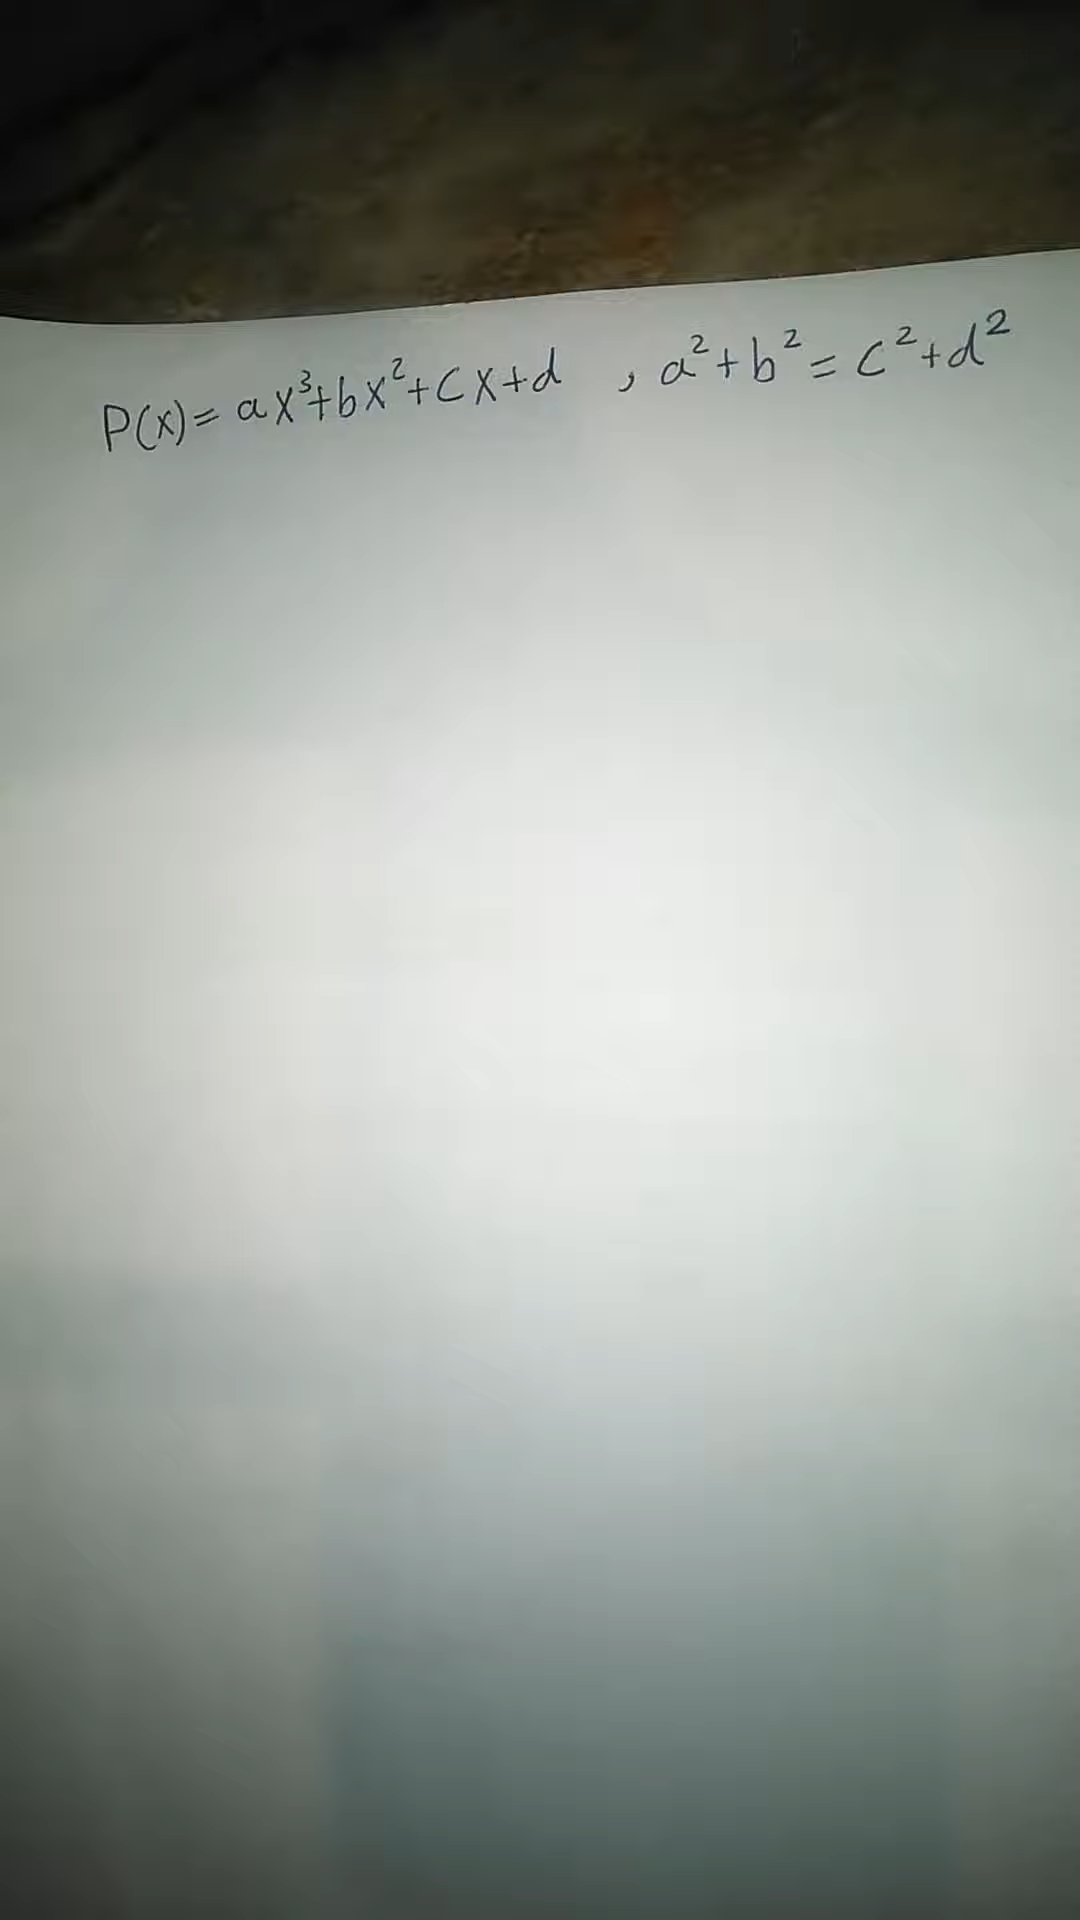 P(x)= ax³+bx²+cx+d , a²+b²= c²+d²